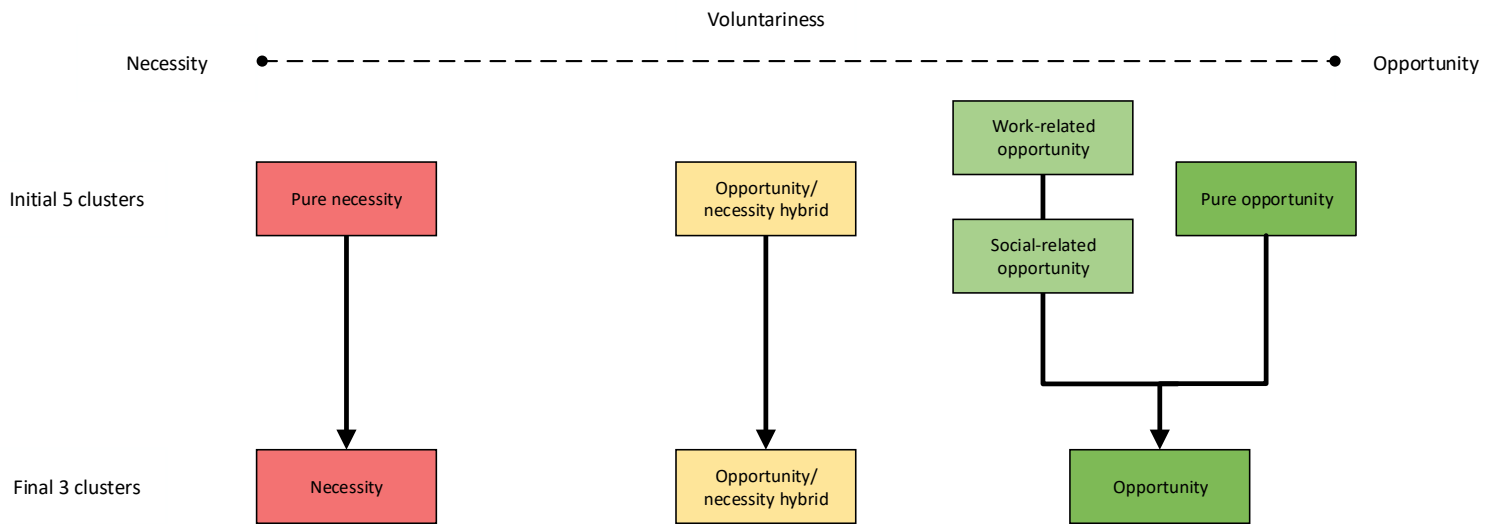 Voluntariness
Necessity
Opportunity
Work-related
opportunity
Initial 5 clusters
Pure necessity
Opportunity/
necessity hybrid
Pure opportunity
Social-related
opportunity
Final 3 clusters
Necessity
Opportunity/
necessity hybrid
Opportunity